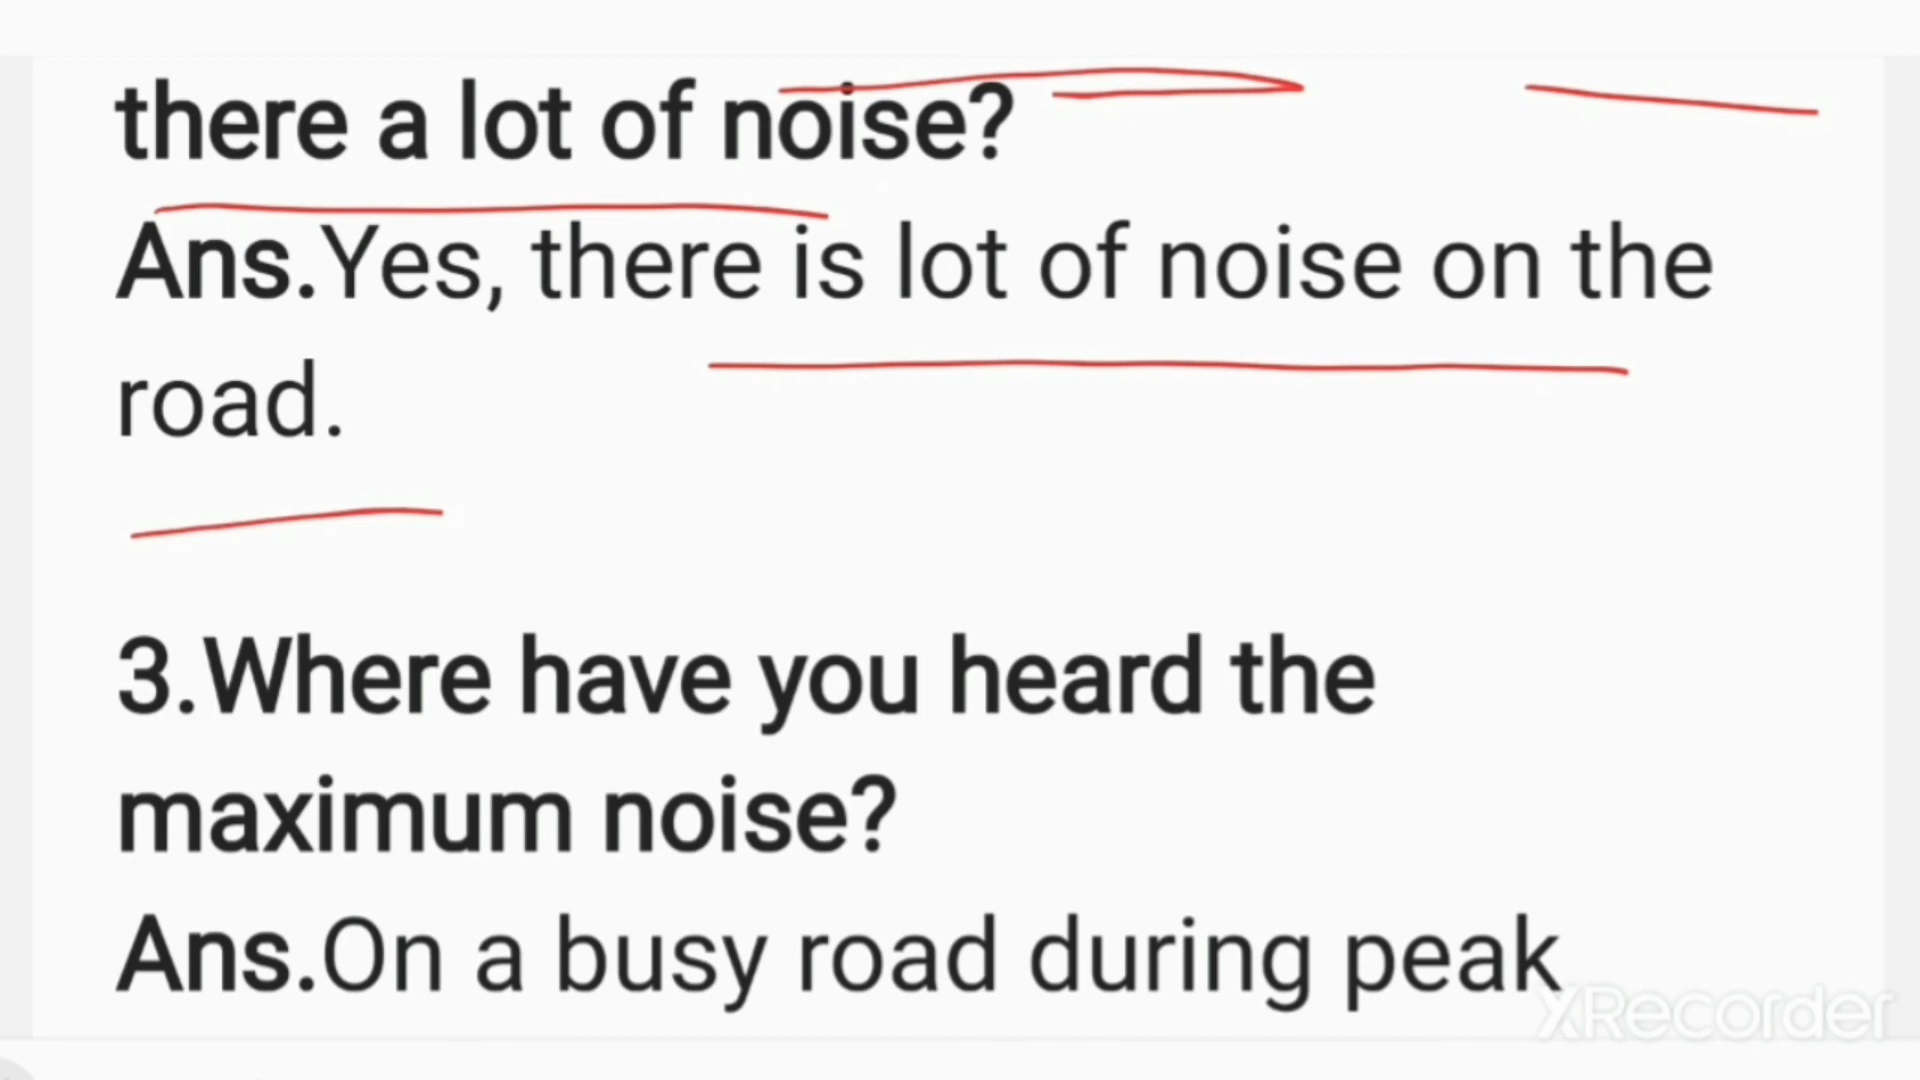 there a lot of noise?
Ans.Yes, there is lot of noise on the
road.
3.Where have you heard the
maximum noise?
Ans.On a busy road during peak
XRecorder